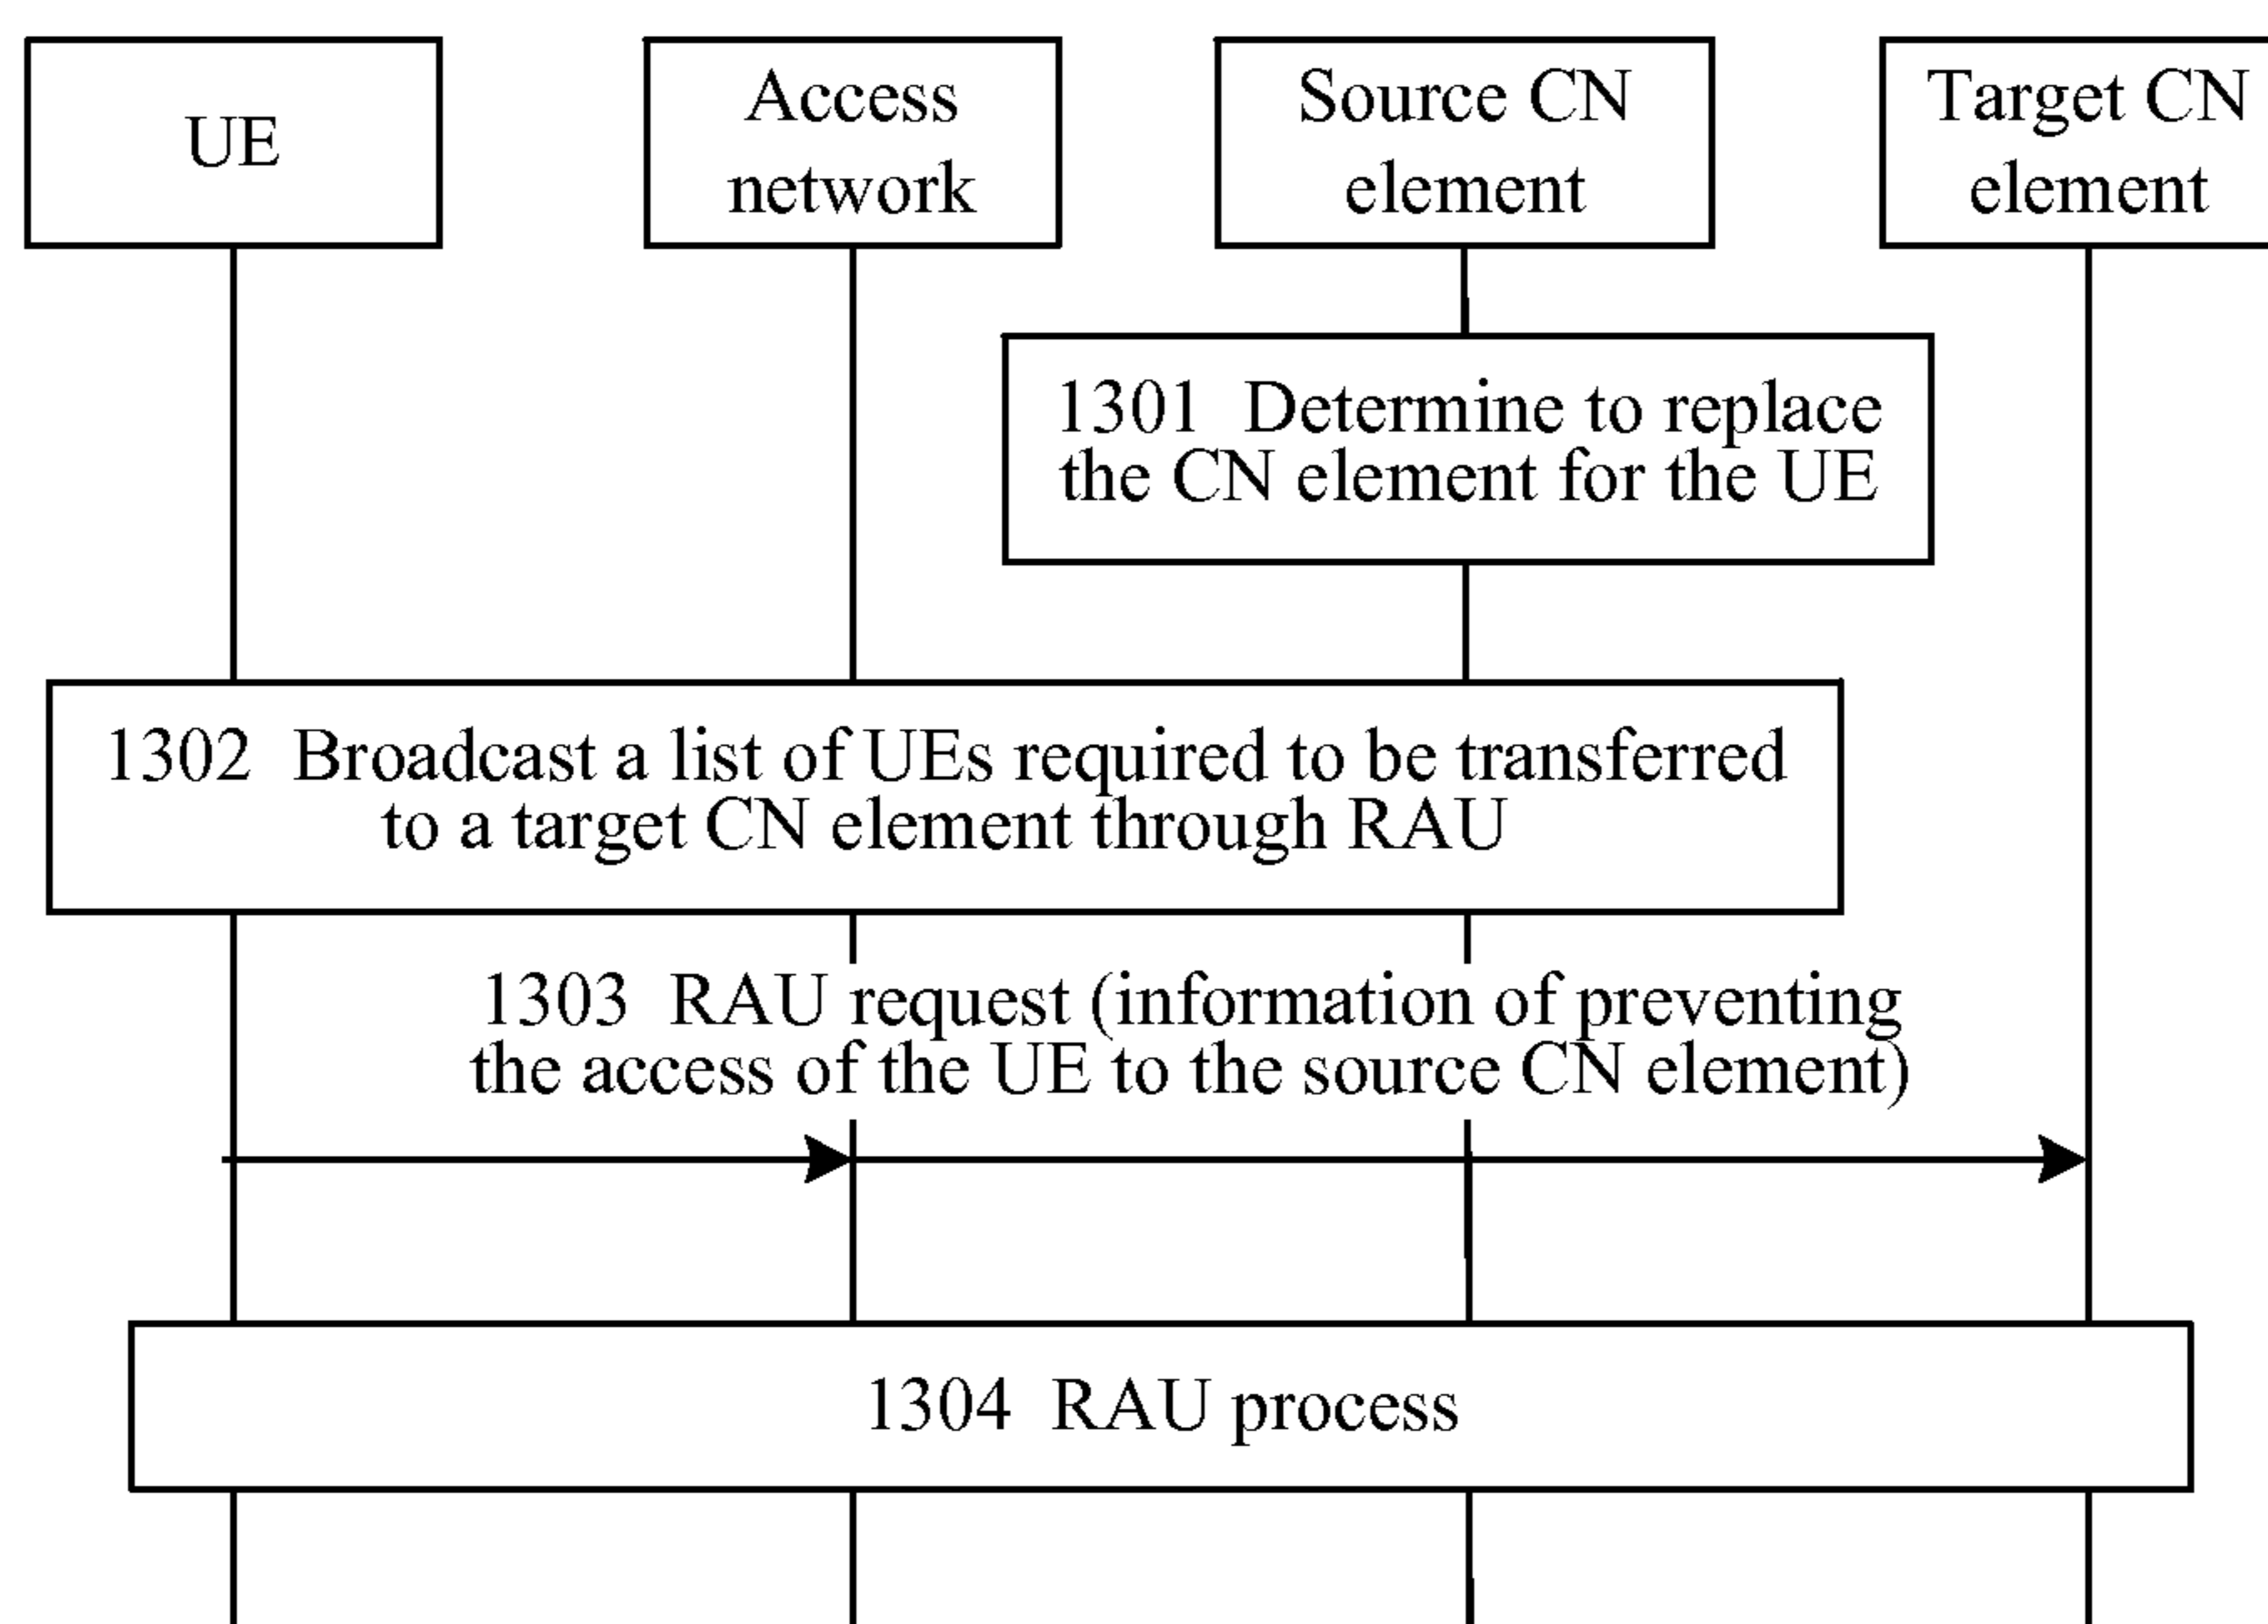 UE
Access
network
Source CN
element
Target CN
element
1301 Determine to replace
the CN element for the UE
1302 Broadcast a list of UEs required to be transferred
to a target CN element through RAU
1303 RAU request (information of preventing
the access of the UE to the source CN element)
1304 RAU process